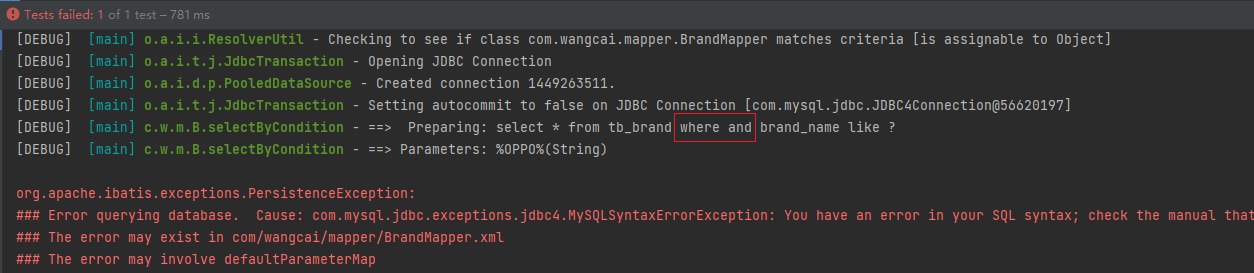 Tests failed: 1 of 1 test – 781 ms
[DEBUG] [main] o.a.i.i.ResolverUtil - Checking to see if class com.wangcai.mapper.BrandMapper matches criteria [is assignable to Object]
[DEBUG] [main] o.a.i.t.j.JdbcTransaction - Opening JDBC Connection
[DEBUG] [main] o.a.i.d.p.PooledDataSource - Created connection 1449263511.
[DEBUG] [main] o.a.i.t.j.JdbcTransaction - Setting autocommit to false on JDBC Connection [com.mysql.jdbc.JDBC4Connection@56620197]
[DEBUG] [main] c.w.m.B.selectByCondition - ==>  Preparing: select * from tb_brand where and brand_name like ?
[DEBUG] [main] c.w.m.B.selectByCondition - ==> Parameters: %OPPO%(String)
org.apache.ibatis.exceptions.PersistenceException:
### Error querying database.  Cause: com.mysql.jdbc.exceptions.jdbc4.MySQLSyntaxErrorException: You have an error in your SQL syntax; check the manual that
### The error may exist in com/wangcai/mapper/BrandMapper.xml
### The error may involve defaultParameterMap